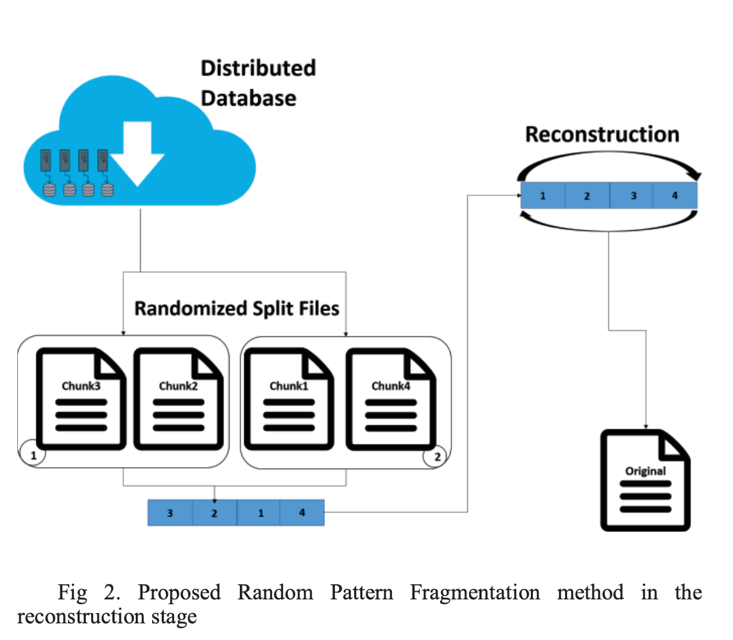 Distributed
Database
Reconstruction
1 2 3 4
Randomized Split Files
Chunk3 Chunk2 Chunk1 Chunk4
1 2
3 2 1 4
Original
Fig 2. Proposed Random Pattern Fragmentation method in the
reconstruction stage